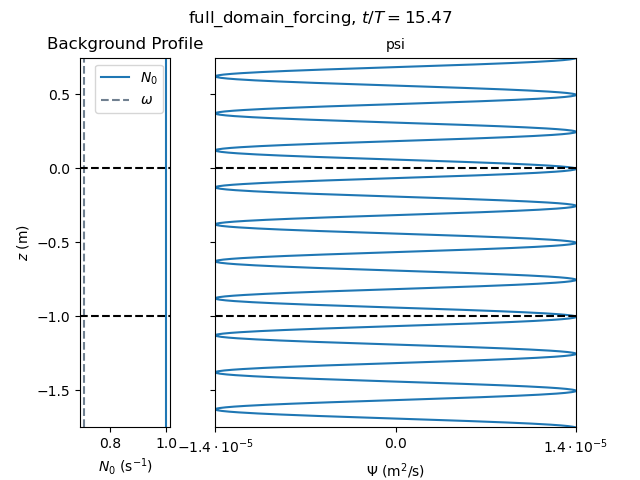 full_domain_forcing, t/T = 15.47
Background Profile
psi
N₀
ω
0.5
0.0
−0.5
−1.0
−1.5
z (m)
0.8
1.0
−1.4 · 10⁻⁵
0.0
1.4 · 10⁻⁵
N₀ (s⁻¹)
Ψ (m²/s)